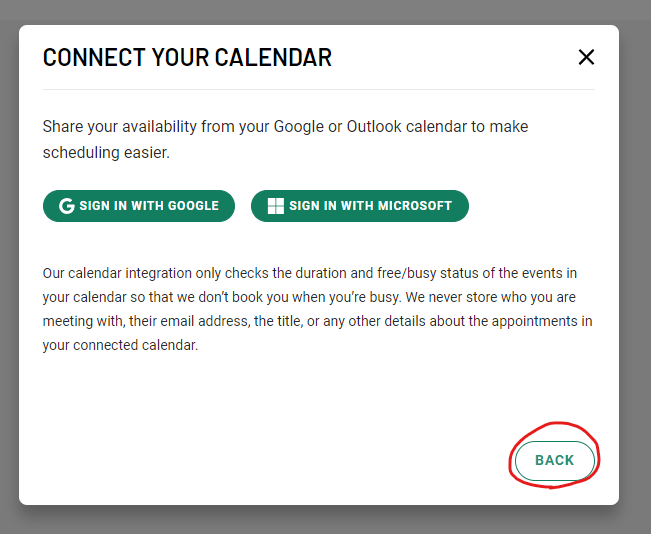 CONNECT YOUR CALENDAR
Share your availability from your Google or Outlook calendar to make
scheduling easier.
SIGN IN WITH GOOGLE
SIGN IN WITH MICROSOFT
Our calendar integration only checks the duration and free/busy status of the events in
your calendar so that we don’t book you when you’re busy. We never store who you are
meeting with, their email address, the title, or any other details about the appointments in
your connected calendar.
BACK